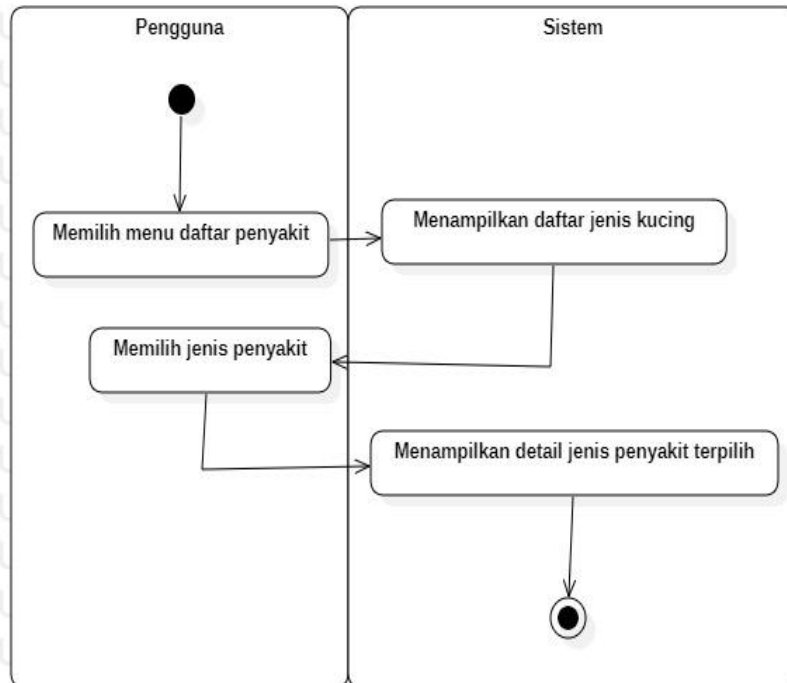 Pengguna
Sistem
Memilih menu daftar penyakit
Menampilkan daftar jenis kucing
Memilih jenis penyakit
Menampilkan detail jenis penyakit terpilih